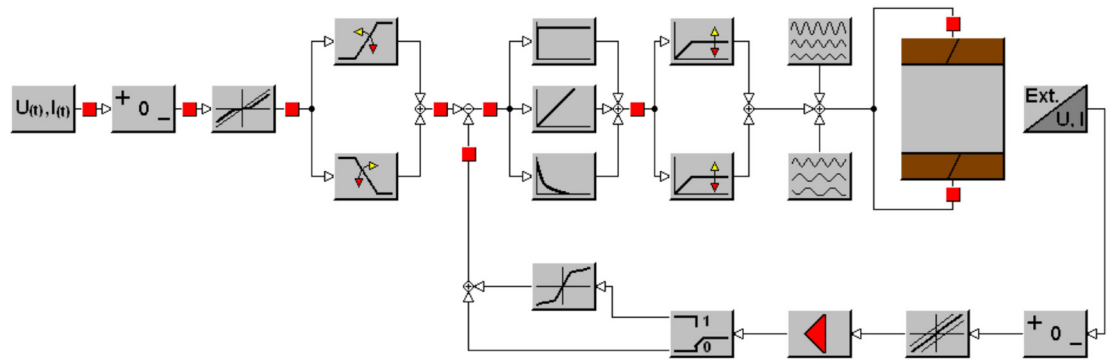 U(t),I(t)
+ 0 _
Ext.
U, I
1
0
+ 0 _